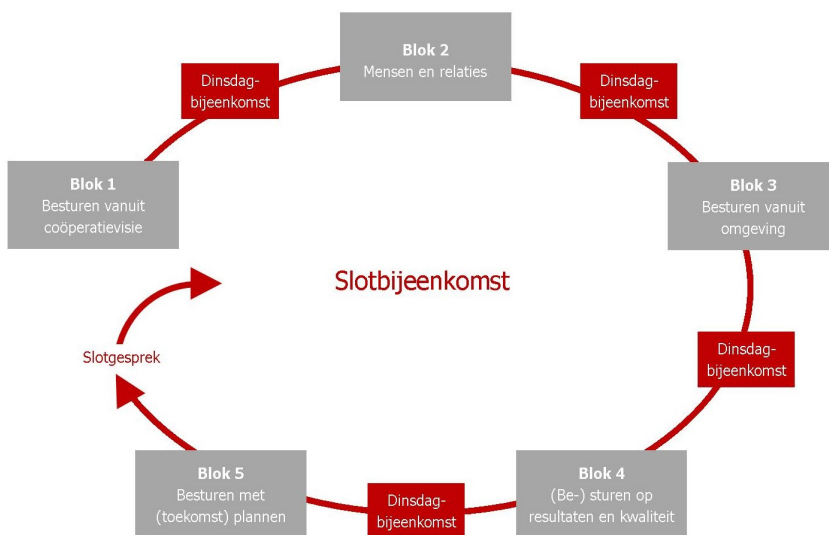 Blok 1
Besturen vanuit
coöperatievisie
Dinsdag-
bijeenkomst
Blok 2
Mensen en relaties
Dinsdag-
bijeenkomst
Blok 3
Besturen vanuit
omgeving
Dinsdag-
bijeenkomst
Blok 4
(Be-) sturen op
resultaten en kwaliteit
Dinsdag-
bijeenkomst
Blok 5
Besturen met
(toekomst) plannen
Slotgesprek
Slotbijeenkomst